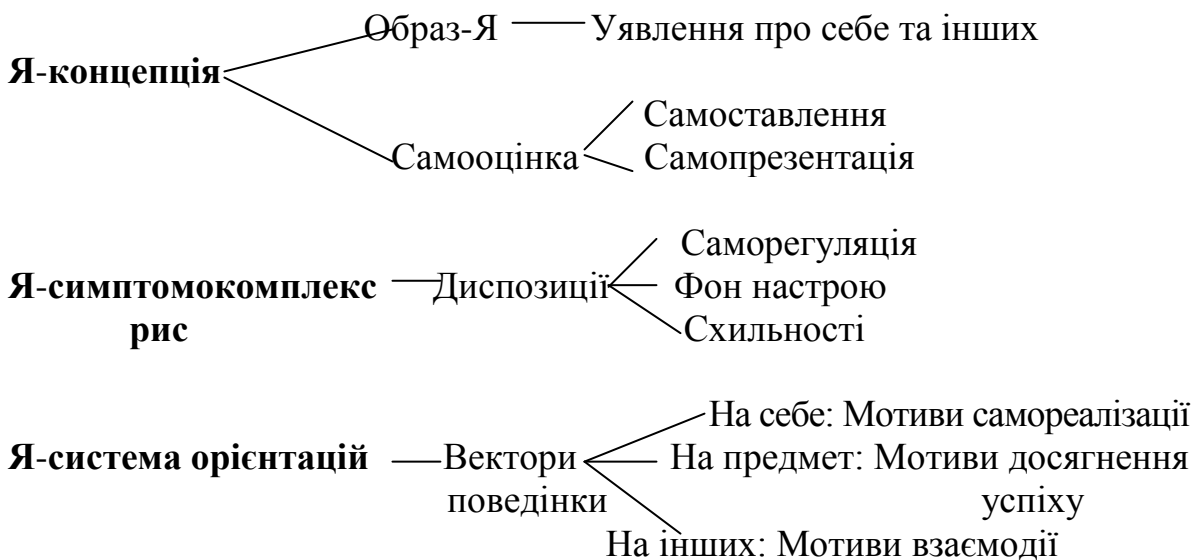 Образ-Я Уявлення про себе та інших
Я-концепція
Самоставлення
Самооцінка Самопрезентація
Саморегуляція
Я-симптомокомплекс Диспозиції Фон настрою
рис Схильності
На себе: Мотиви самореалізації
Я-система орієнтацій Вектори На предмет: Мотиви досягнення
поведінки успіху
На інших: Мотиви взаємодії